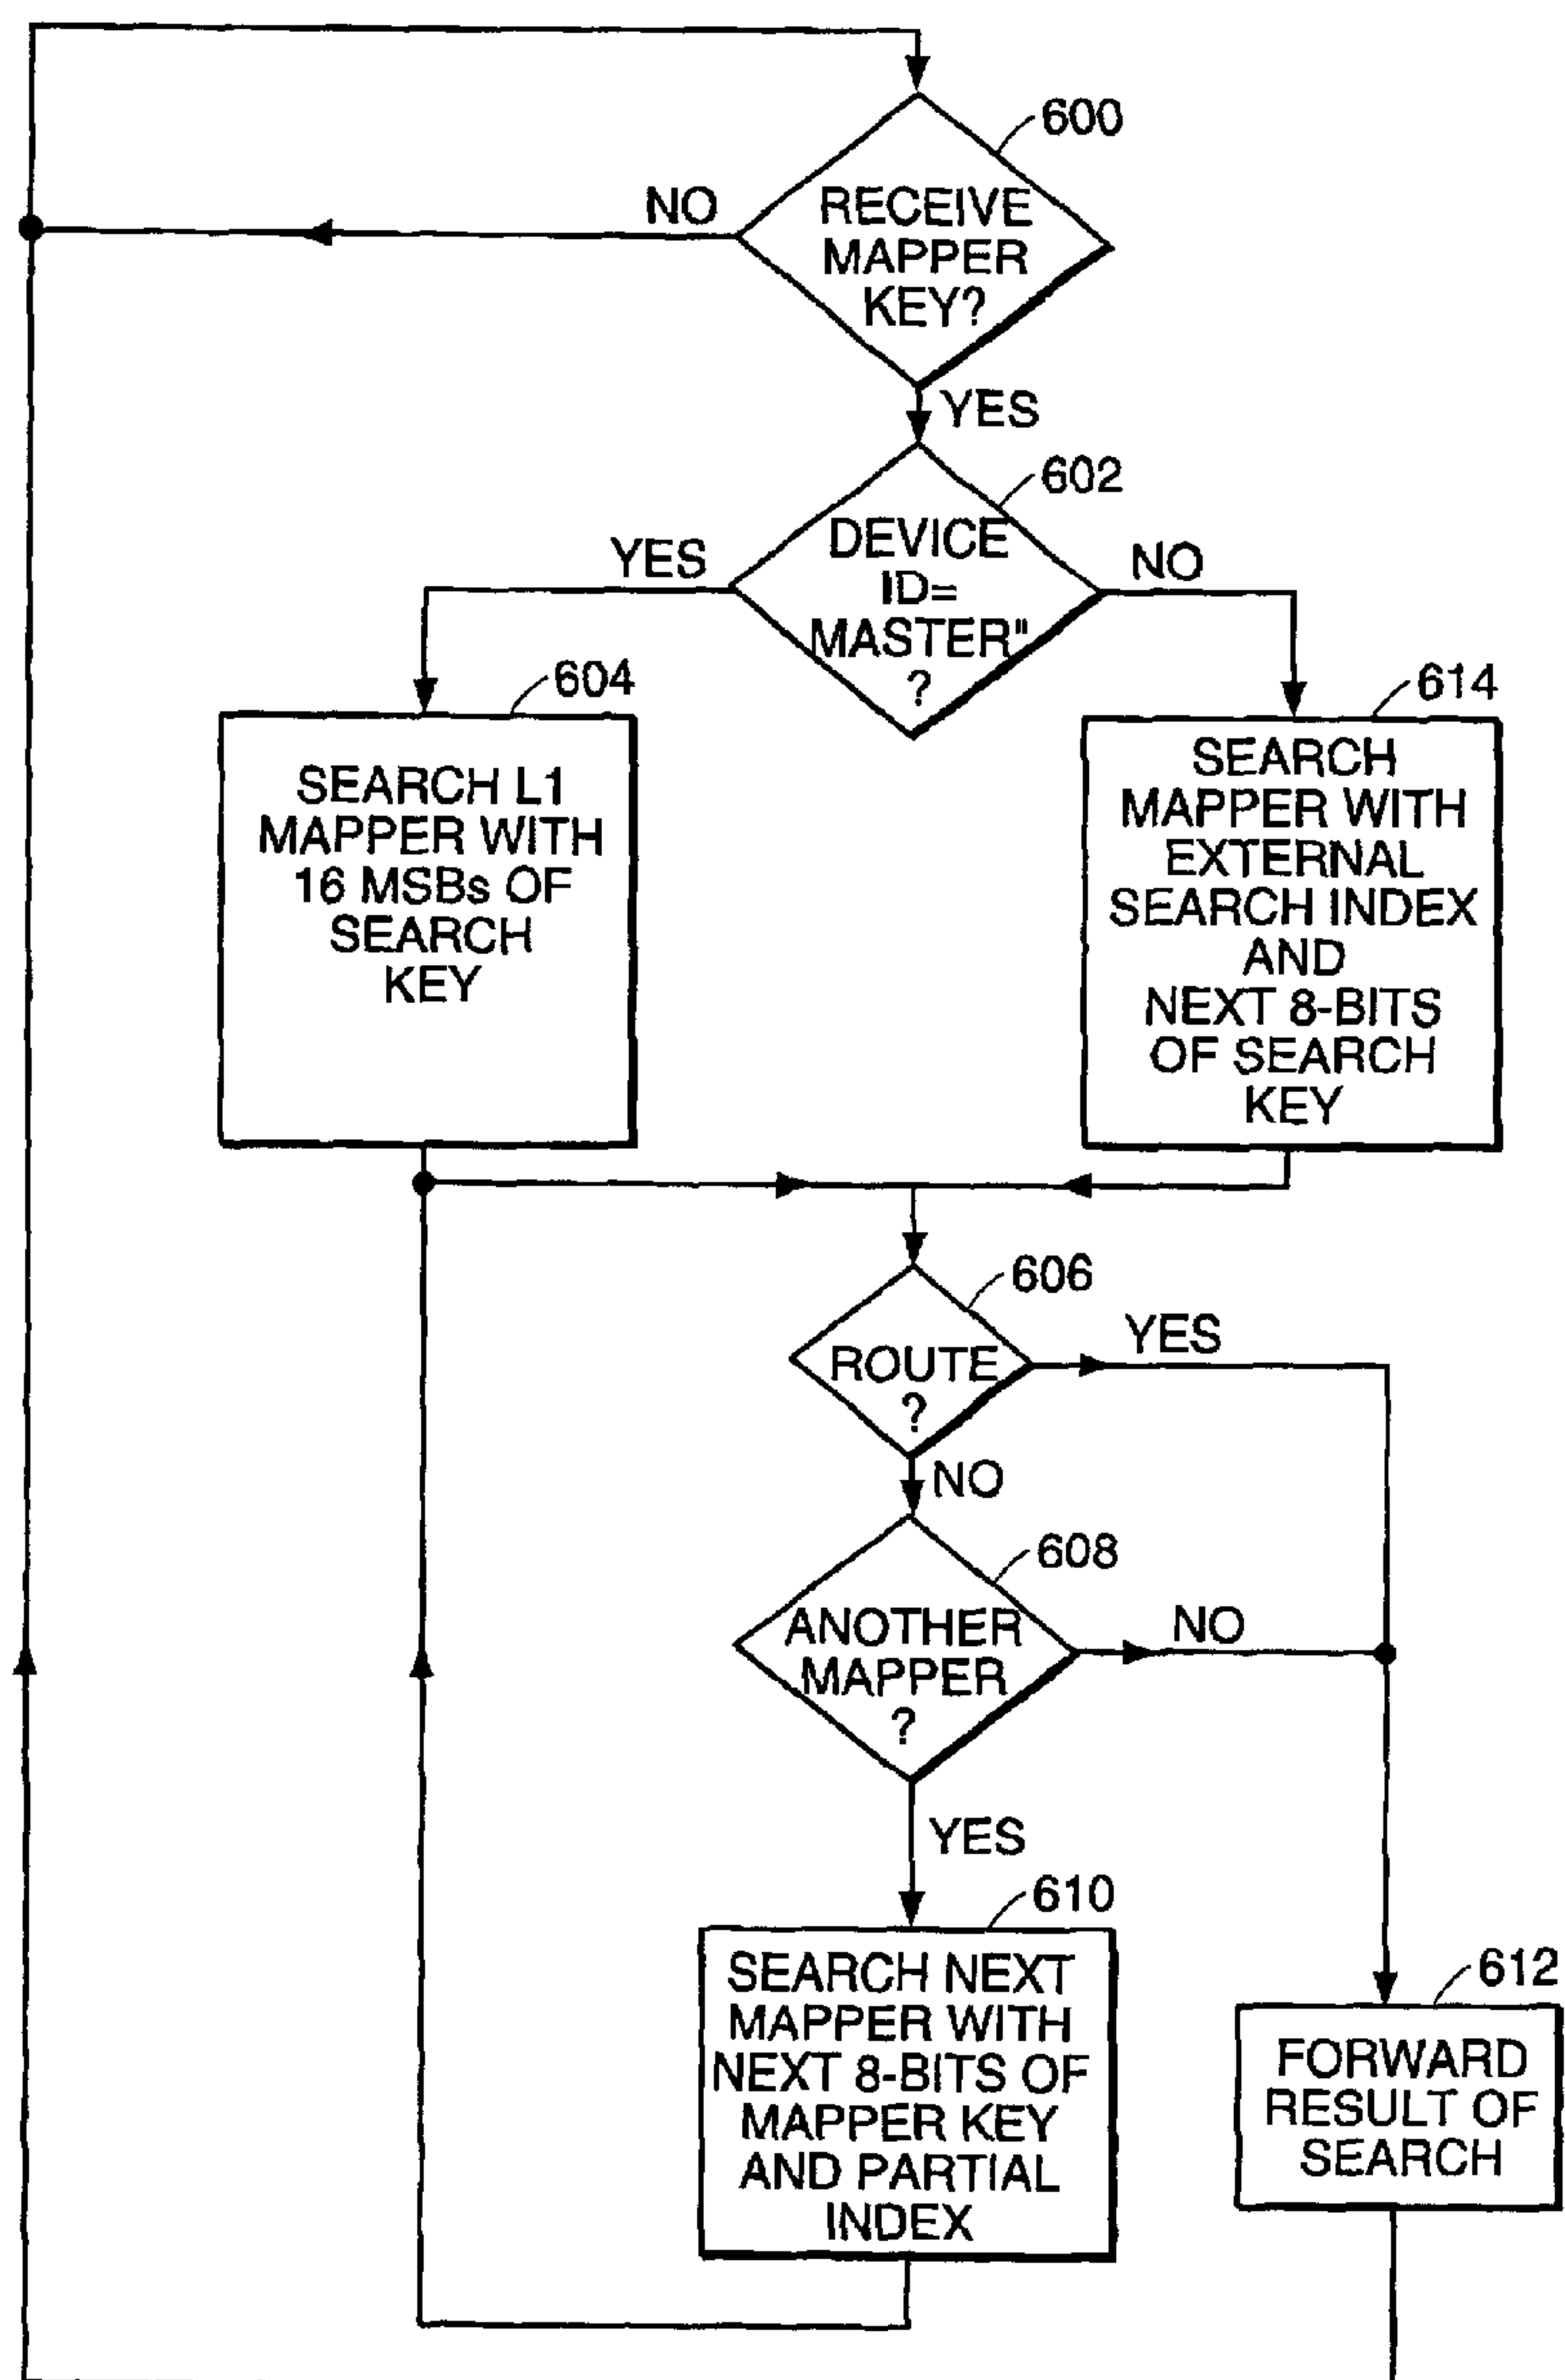 600
RECEIVE
MAPPER
KEY?
NO
YES
602
DEVICE
ID=
MASTER"
?
YES
NO
604
SEARCH L1
MAPPER WITH
16 MSBs OF
SEARCH
KEY
614
SEARCH
MAPPER WITH
EXTERNAL
SEARCH INDEX
AND
NEXT 8-BITS
OF SEARCH
KEY
606
ROUTE
?
YES
NO
608
ANOTHER
MAPPER
?
NO
YES
610
SEARCH NEXT
MAPPER WITH
NEXT 8-BITS OF
MAPPER KEY
AND PARTIAL
INDEX
612
FORWARD
RESULT OF
SEARCH